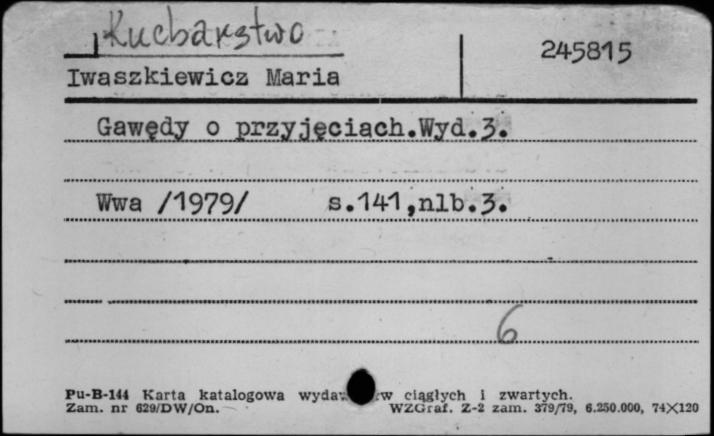 Kucharstwo
245815
Iwaszkiewicz Maria
Gawędy o przyjęciach.Wyd.3.
Wwa /1979/ s.141,nlb.3.
6
Pu-B-144 Karta katalogowa ciągłych i zwartych.
Zam. nr 629/DW/On. WZGraf. Z-2 zam. 379/79, 6.250.000, 74X120